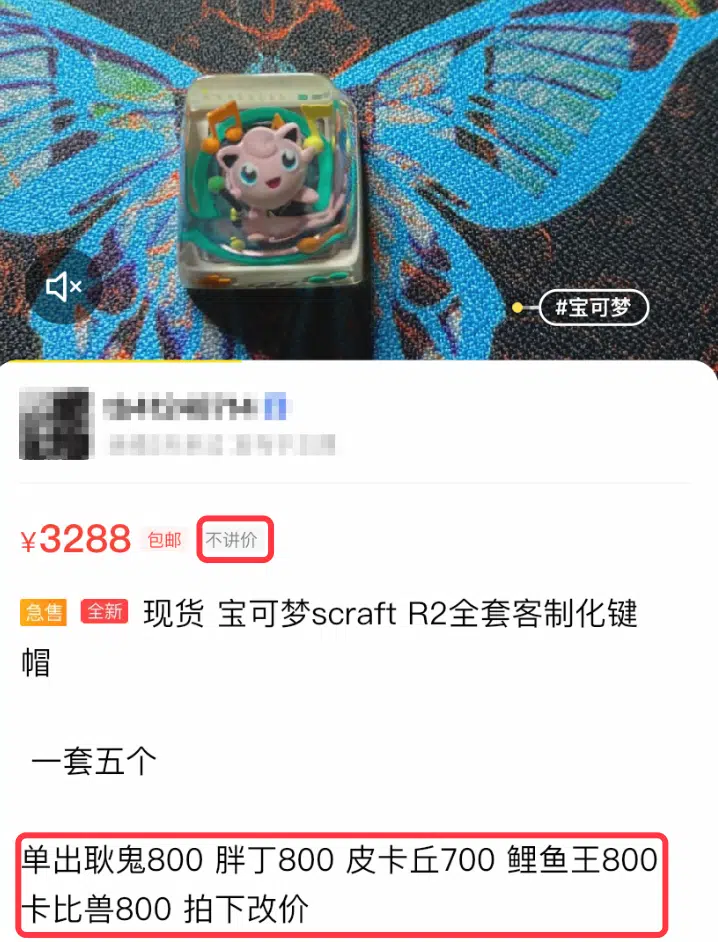 #宝可梦
¥3288 包邮 不讲价
急售 全新 现货 宝可梦scraft R2全套客制化键
帽
一套五个
单出耿鬼800 胖丁800 皮卡丘700 鲤鱼王800
卡比兽800 拍下改价